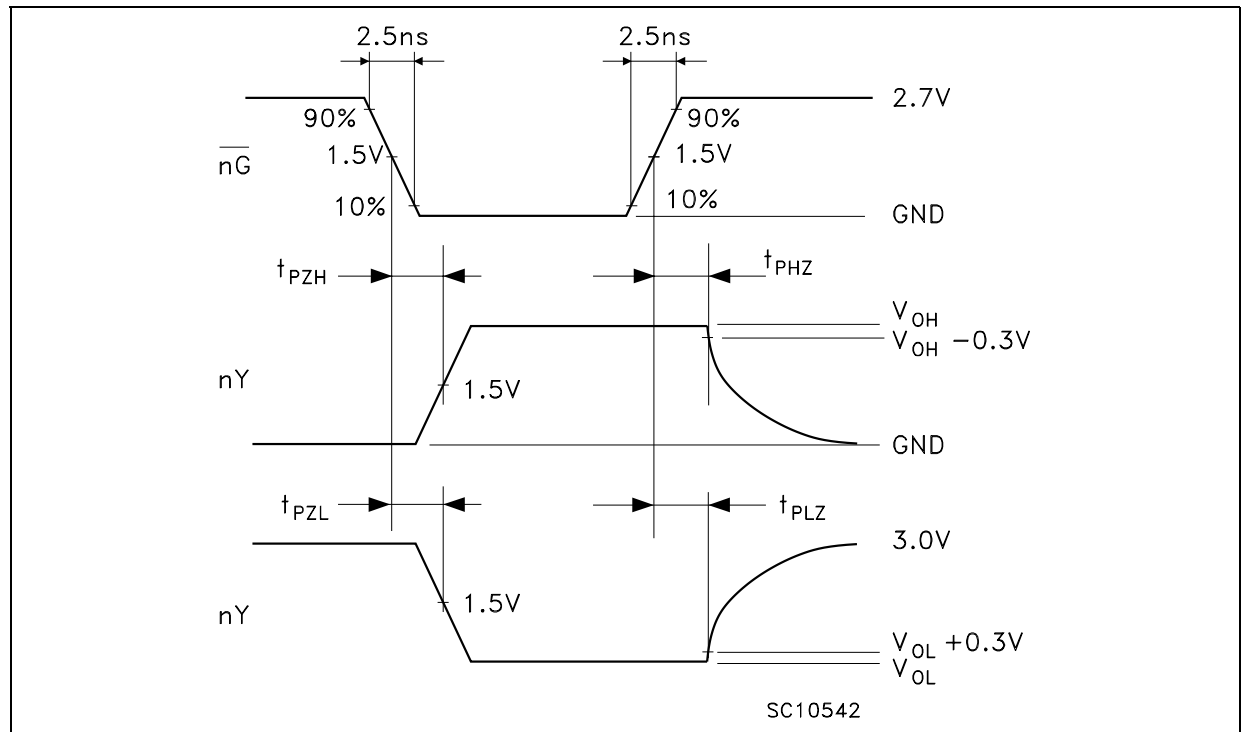 2.5ns 2.5ns
2.7V
90% 90%
nG 1.5V 1.5V
10% 10%
GND
tPZH tPHZ
VOH
VOH −0.3V
nY 1.5V
GND
tPZL tPLZ
3.0V
nY 1.5V
VOL +0.3V
VOL
SC10542